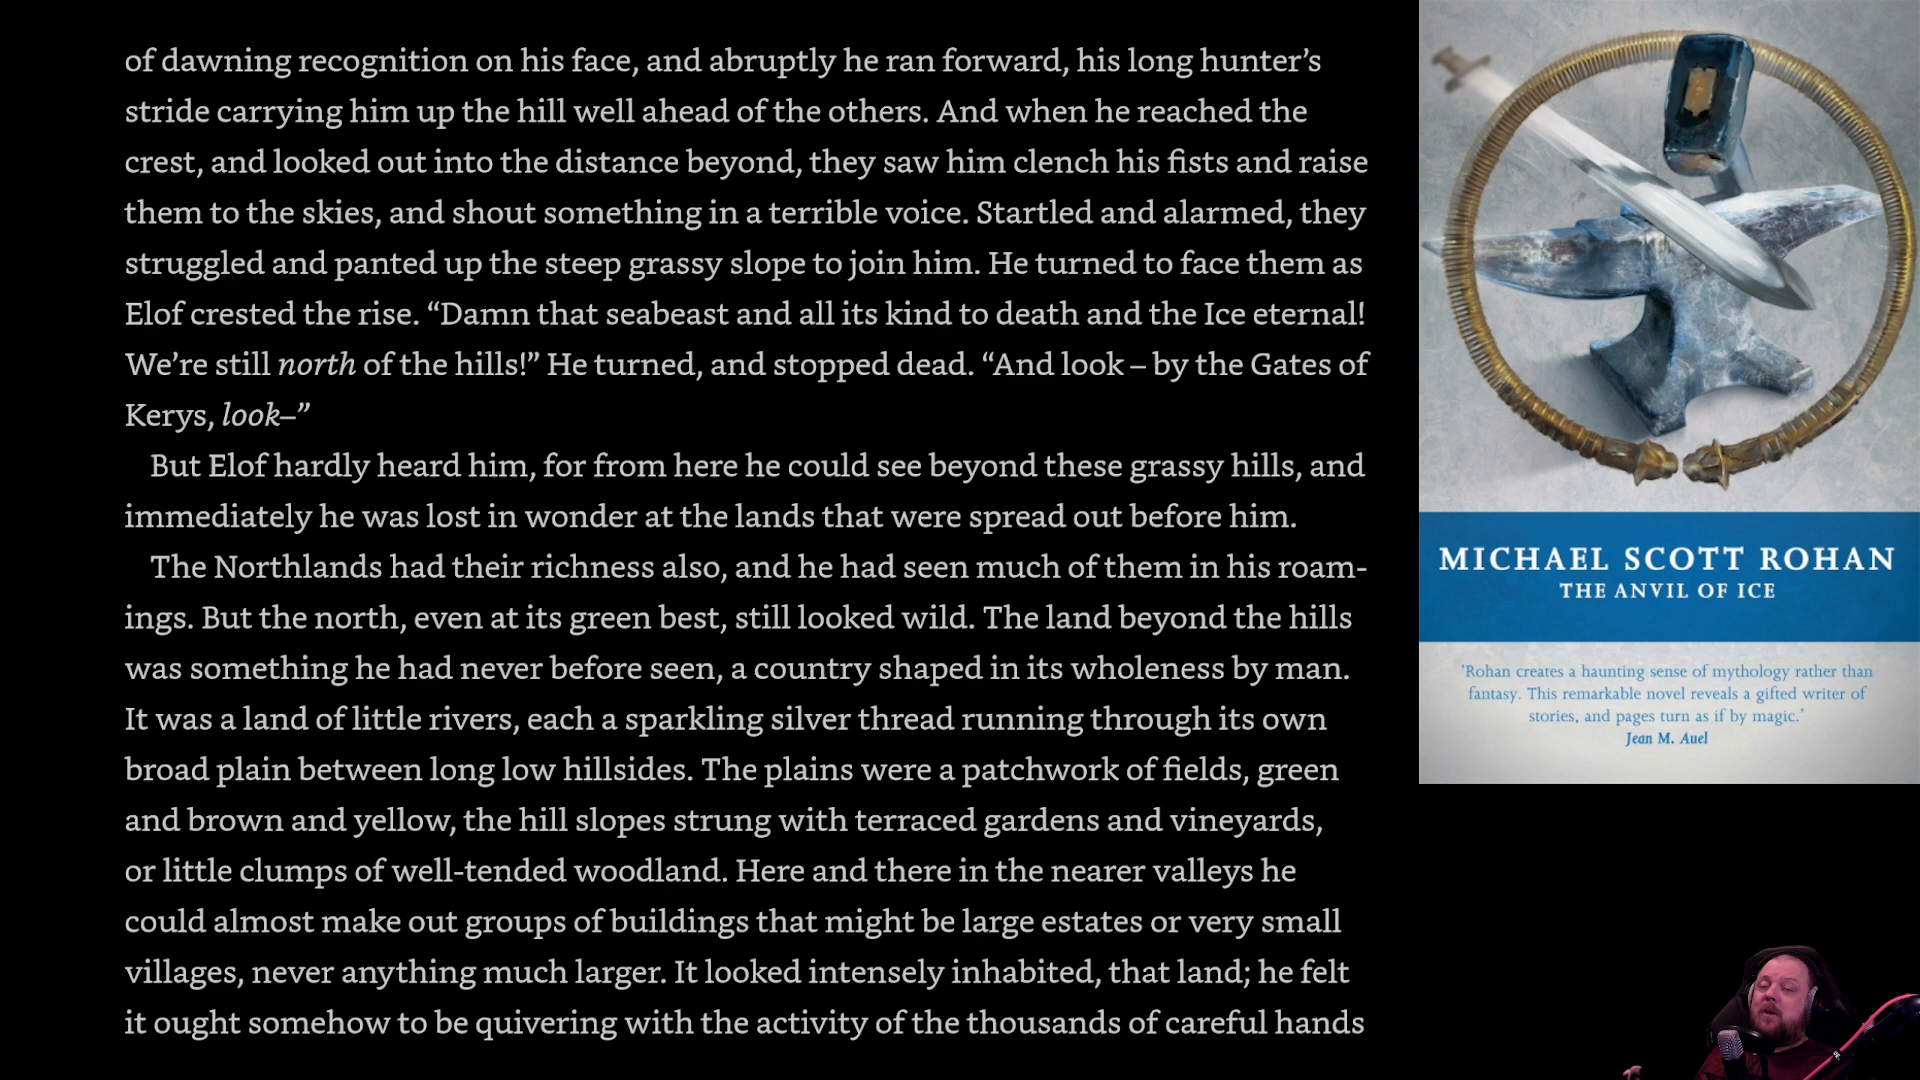 of dawning recognition on his face, and abruptly he ran forward, his long hunter’s
stride carrying him up the hill well ahead of the others. And when he reached the
crest, and looked out into the distance beyond, they saw him clench his fists and raise
them to the skies, and shout something in a terrible voice. Startled and alarmed, they
struggled and panted up the steep grassy slope to join him. He turned to face them as
Elof crested the rise. “Damn that seabeast and all its kind to death and the Ice eternal!
We’re still north of the hills!” He turned, and stopped dead. “And look – by the Gates of
Kerys, look–”
But Elof hardly heard him, for from here he could see beyond these grassy hills, and
immediately he was lost in wonder at the lands that were spread out before him.
The Northlands had their richness also, and he had seen much of them in his roam-
ings. But the north, even at its green best, still looked wild. The land beyond the hills
was something he had never before seen, a country shaped in its wholeness by man.
It was a land of little rivers, each a sparkling silver thread running through its own
broad plain between long low hillsides. The plains were a patchwork of fields, green
and brown and yellow, the hill slopes strung with terraced gardens and vineyards,
or little clumps of well-tended woodland. Here and there in the nearer valleys he
could almost make out groups of buildings that might be large estates or very small
villages, never anything much larger. It looked intensely inhabited, that land; he felt
it ought somehow to be quivering with the activity of the thousands of careful hands
MICHAEL SCOTT ROHAN
THE ANVIL OF ICE
‘Rohan creates a haunting sense of mythology rather than
fantasy. This remarkable novel reveals a gifted writer of
stories, and pages turn as if by magic.’
Jean M. Auel